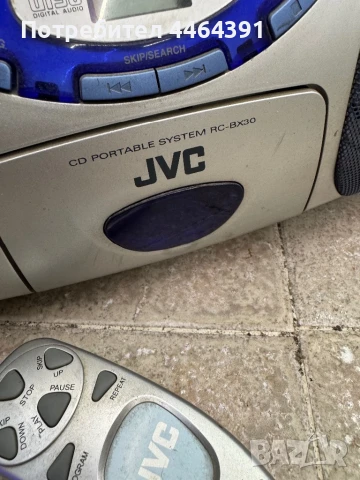 Потребител 4464391
DIGITAL AUDIO
SKIP/SEARCH
CD PORTABLE SYSTEM RC-BX30
JVC
SKIP
UP
REPEAT
STOP
PAUSE
PLAY
DOWN
JVC
bazar